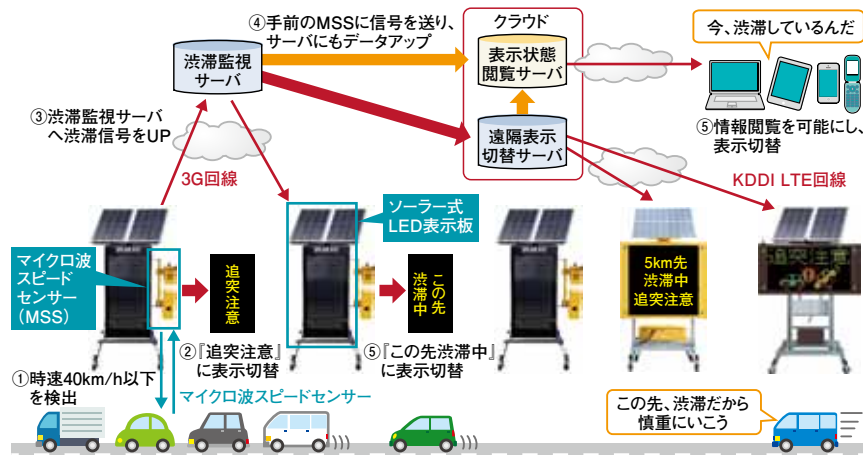 ④手前のMSSに信号を送り、
サーバにもデータアップ
クラウド
渋滞監視
サーバ
表示状態
閲覧サーバ
今、渋滞しているんだ
③渋滞監視サーバ
へ渋滞信号をUP
遠隔表示
切替サーバ
⑤情報閲覧を可能にし、
表示切替
3G回線
KDDI LTE回線
ソーラー式
LED表示板
マイクロ波
スピード
センサー
(MSS)
追突注意
この先
渋滞中
5km先
渋滞中
追突注意
追突注意
②『追突注意』
に表示切替
⑤『この先渋滞中』
に表示切替
①時速40km/h以下
を検出
マイクロ波スピードセンサー
この先、渋滞だから
慎重にいこう